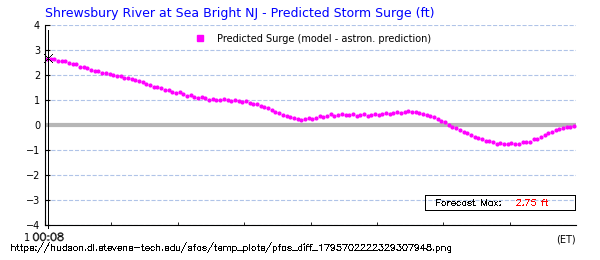 Shrewsbury River at Sea Bright NJ - Predicted Storm Surge (ft)
4
Predicted Surge (model - astron. prediction)
3
2
1
0
−1
−2
−3
Forecast Max: 2.75 ft
−4
1 00:08
(ET)
https://hudson.dl.stevens-tech.edu/sfas/temp_plots/pfas_diff_1795702222329307948.png